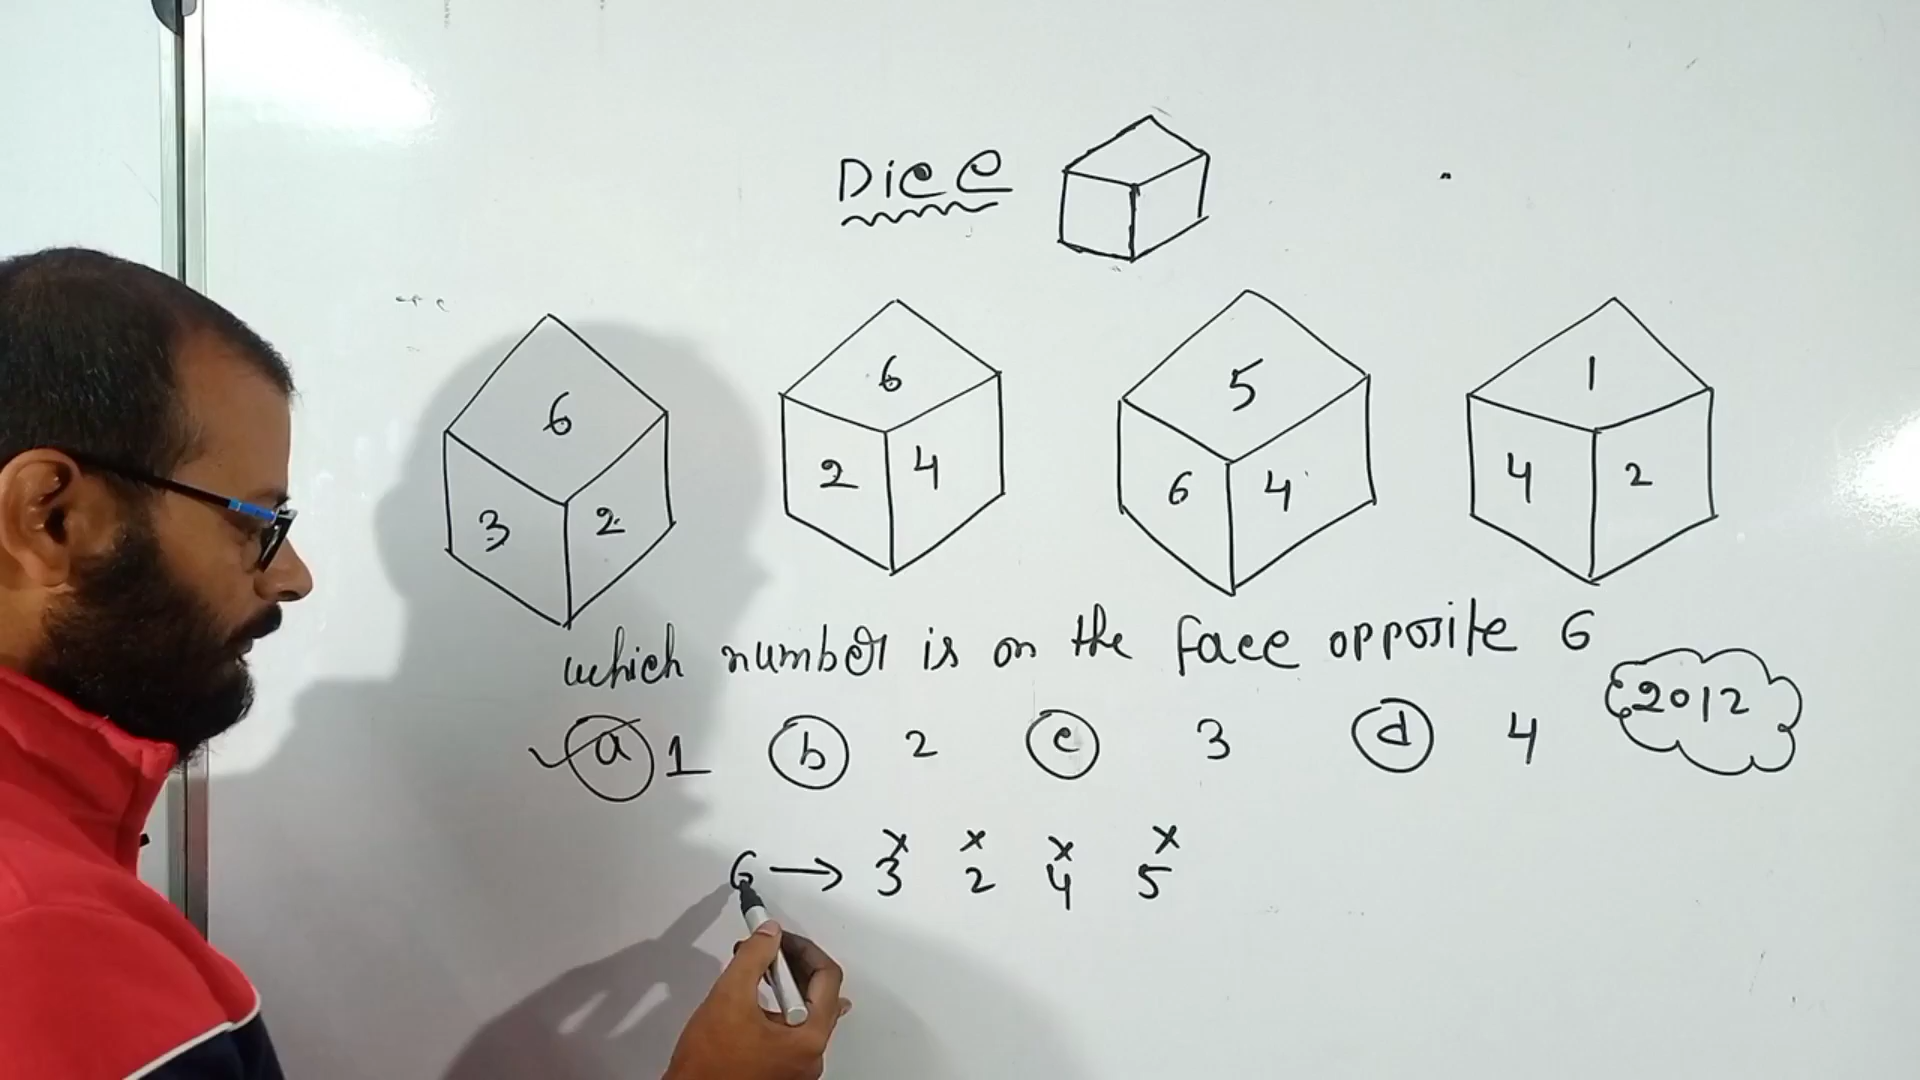 Dice
6
3 2
6
2 4
5
6 4
1
4 2
which number is on the face opposite 6
a 1 b 2 c 3 d 4
2012
x x x x
6 → 3 2 4 5